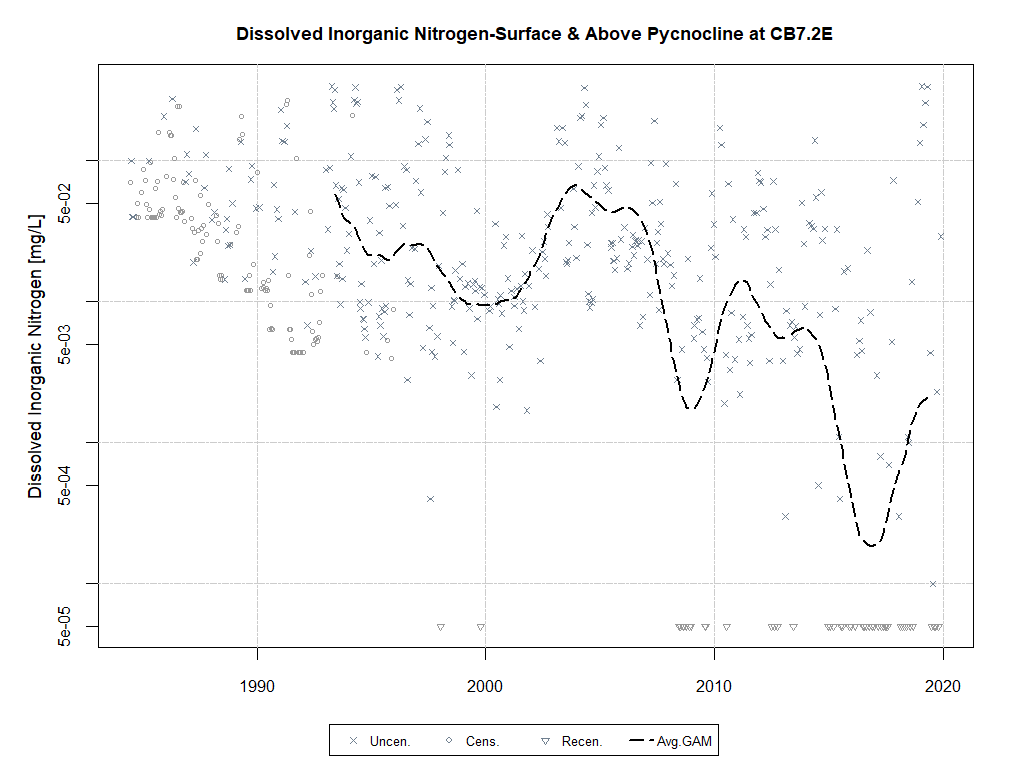 Dissolved Inorganic Nitrogen-Surface & Above Pycnocline at CB7.2E
Dissolved Inorganic Nitrogen [mg/L]
5e-02
5e-03
5e-04
5e-05
1990 2000 2010 2020
Uncen. Cens. Recen. Avg.GAM